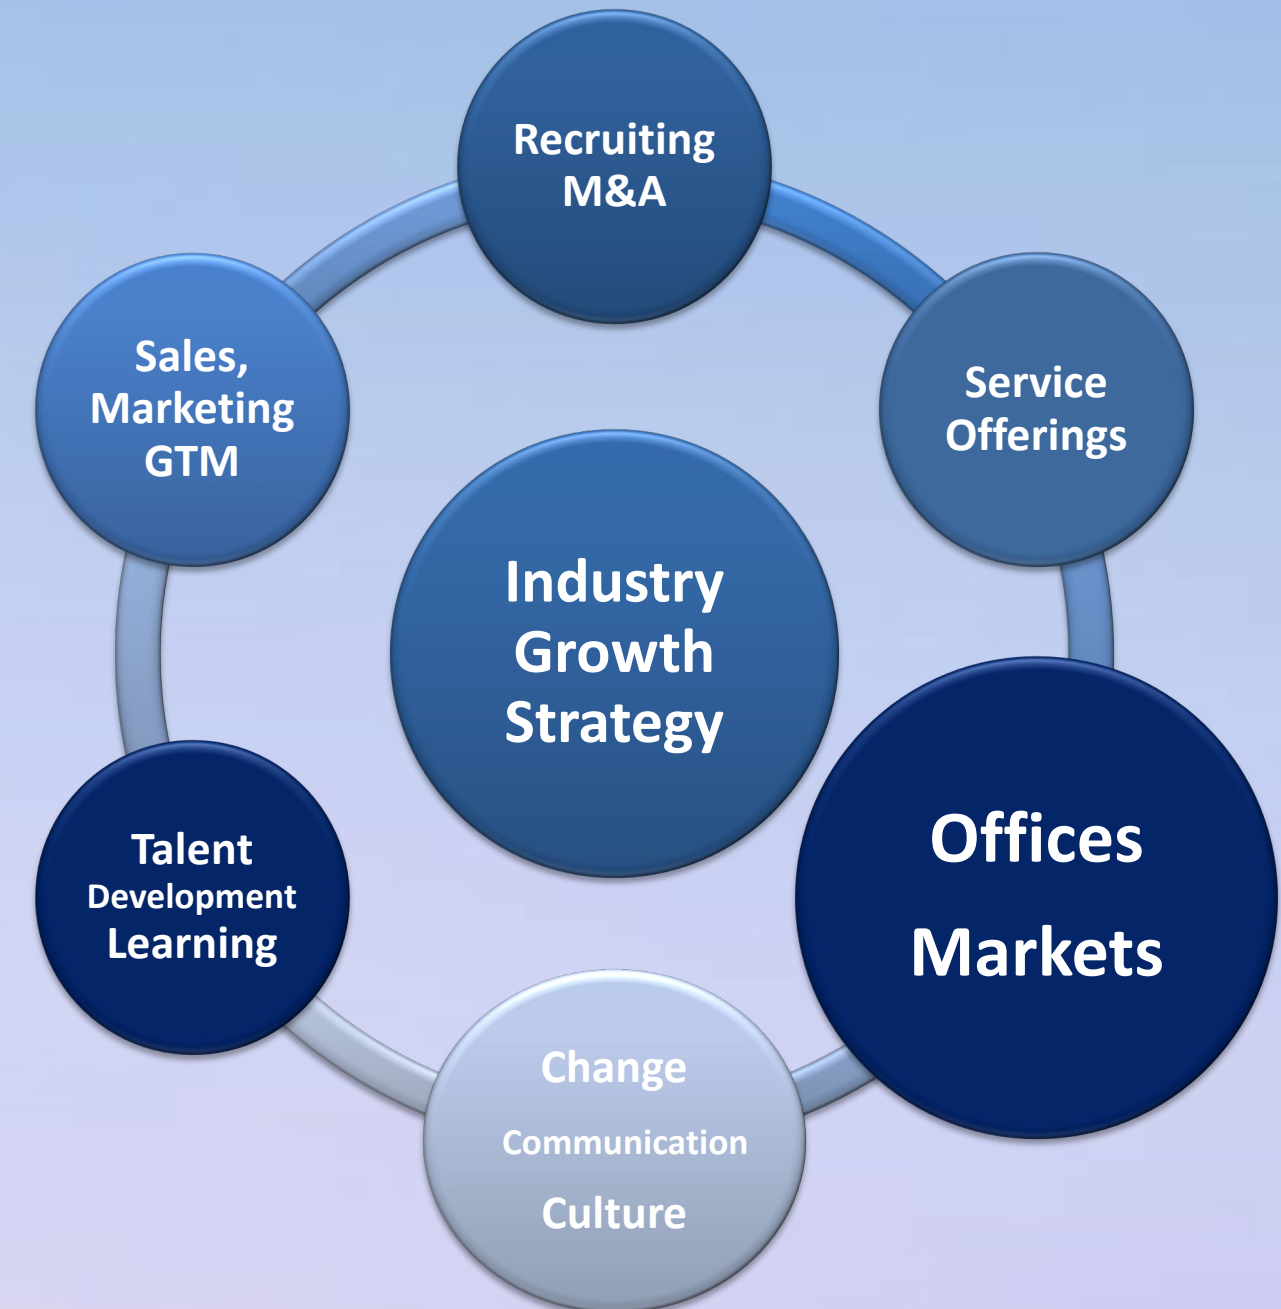 Recruiting
M&A
Service
Offerings
Offices
Markets
Change
Communication
Culture
Talent
Development
Learning
Sales,
Marketing
GTM
Industry
Growth
Strategy